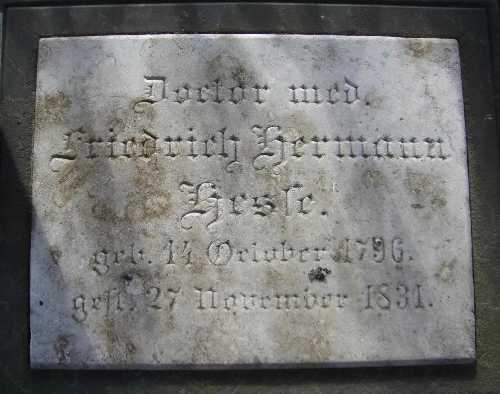 Doctor med.
Friedrich Hermann
Hesse.
geb. 14 October 1796.
gest. 27 November 1831.